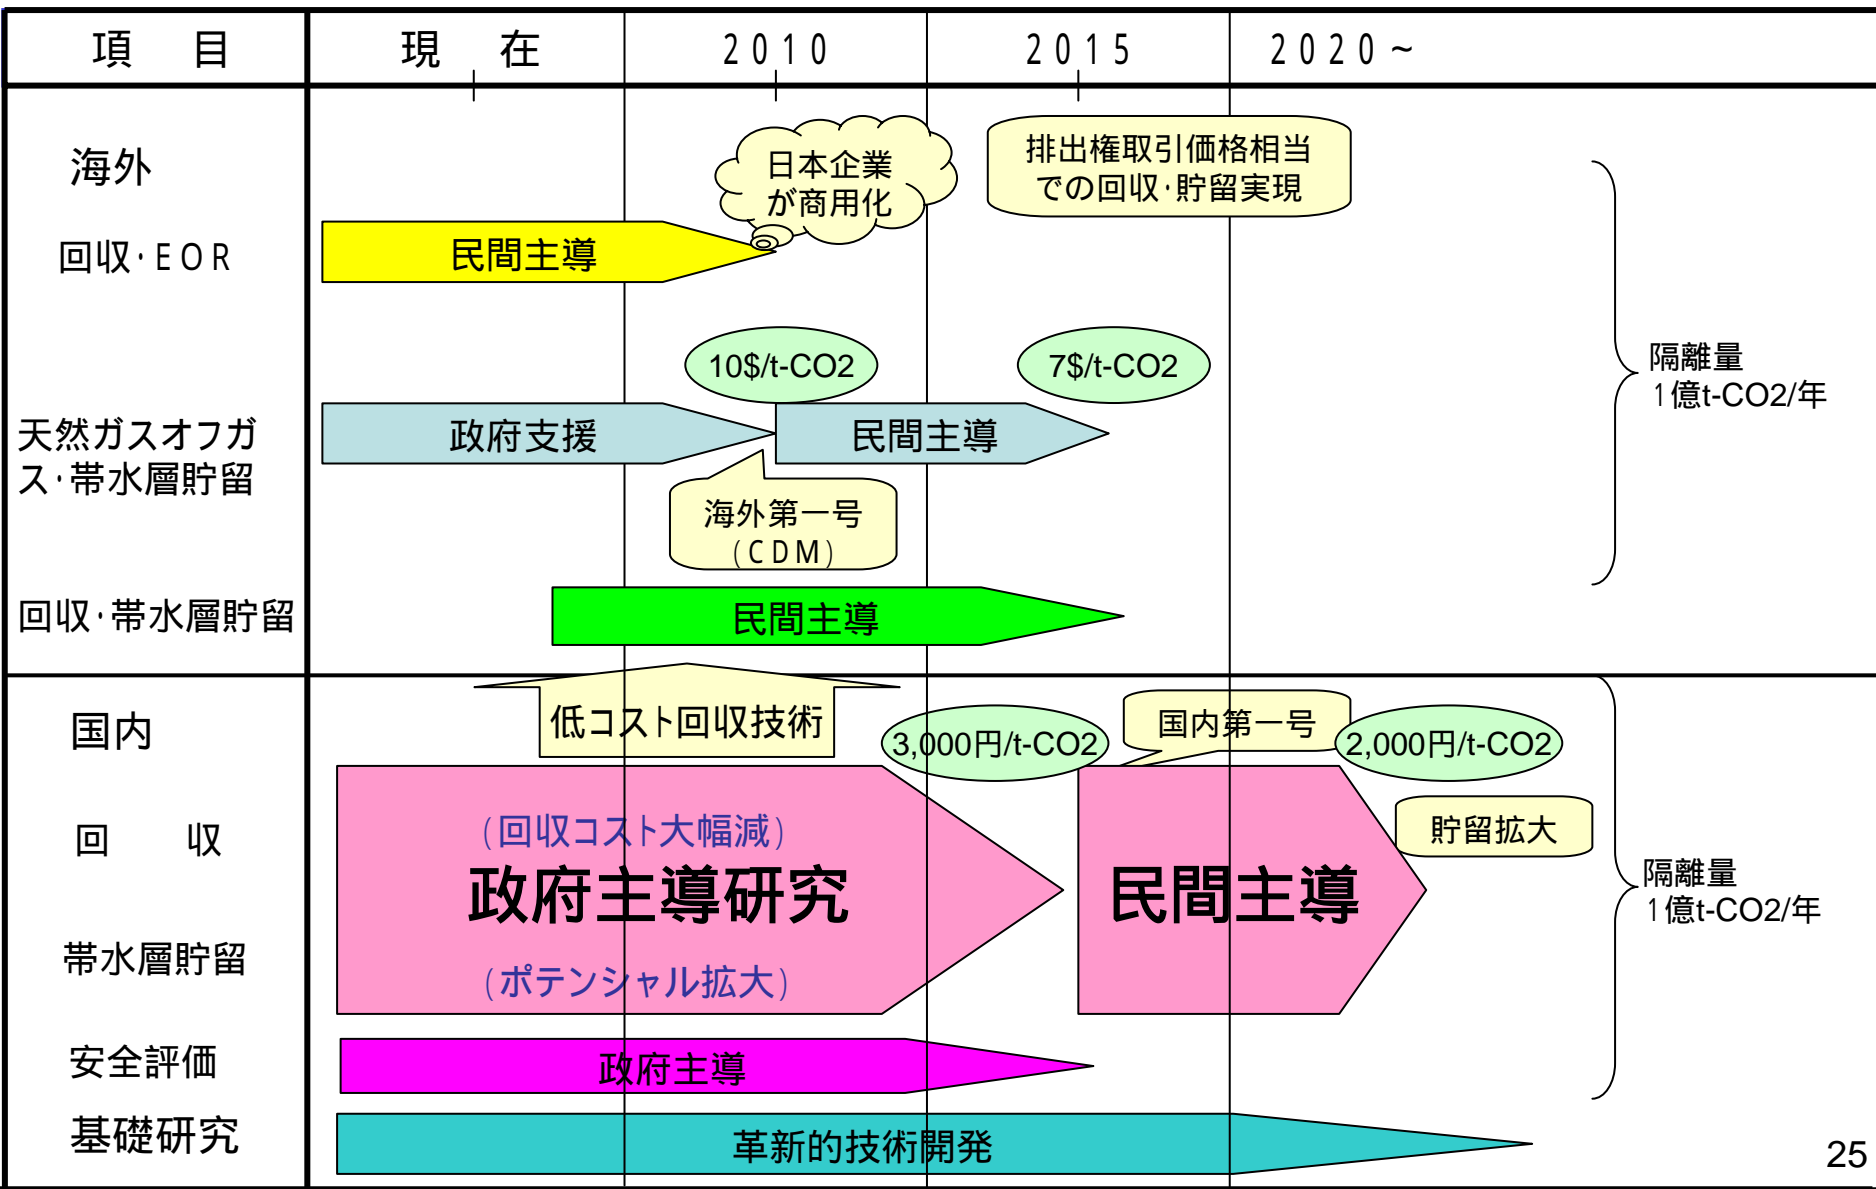 項 目
現 在
2010
2015
2020~
海外
日本企業
が商用化
排出権取引価格相当
での回収・貯留実現
回収・EOR
民間主導
10$/t-CO2
7$/t-CO2
隔離量
1億t-CO2/年
天然ガスオフガ
ス・帯水層貯留
政府支援
民間主導
海外第一号
(CDM)
回収・帯水層貯留
民間主導
国内
低コスト回収技術
3,000円/t-CO2
国内第一号
2,000円/t-CO2
回 収
(回収コスト大幅減)
政府主導研究
民間主導
貯留拡大
隔離量
1億t-CO2/年
帯水層貯留
(ポテンシャル拡大)
安全評価
政府主導
基礎研究
革新的技術開発
25